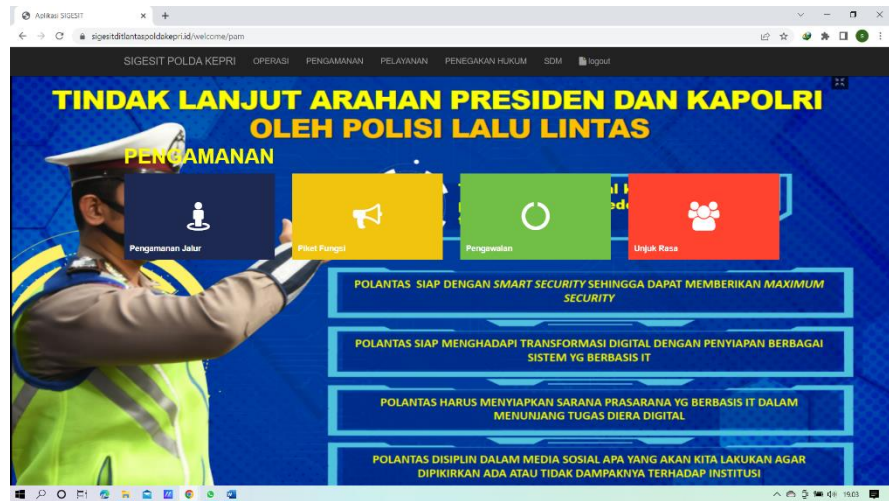 Aplikasi SIGESIT
sigesitditlantaspoldakepri.id/welcome/pam
SIGESIT POLDA KEPRI OPERASI PENGAMANAN PELAYANAN PENEGAKAN HUKUM SDM logout
TINDAK LANJUT ARAHAN PRESIDEN DAN KAPOLRI
OLEH POLISI LALU LINTAS
PENGAMANAN
Pengamanan Jalur
Piket Fungsi
Pengawalan
Unjuk Rasa
POLANTAS SIAP DENGAN SMART SECURITY SEHINGGA DAPAT MEMBERIKAN MAXIMUM
SECURITY
POLANTAS SIAP MENGHADAPI TRANSFORMASI DIGITAL DENGAN PENYIAPAN BERBAGAI
SISTEM YG BERBASIS IT
POLANTAS HARUS MENYIAPKAN SARANA PRASARANA YG BERBASIS IT DALAM
MENUNJANG TUGAS DIERA DIGITAL
POLANTAS DISIPLIN DALAM MEDIA SOSIAL APA YANG AKAN KITA LAKUKAN AGAR
DIPIKIRKAN ADA ATAU TIDAK DAMPAKNYA TERHADAP INSTITUSI
19.03